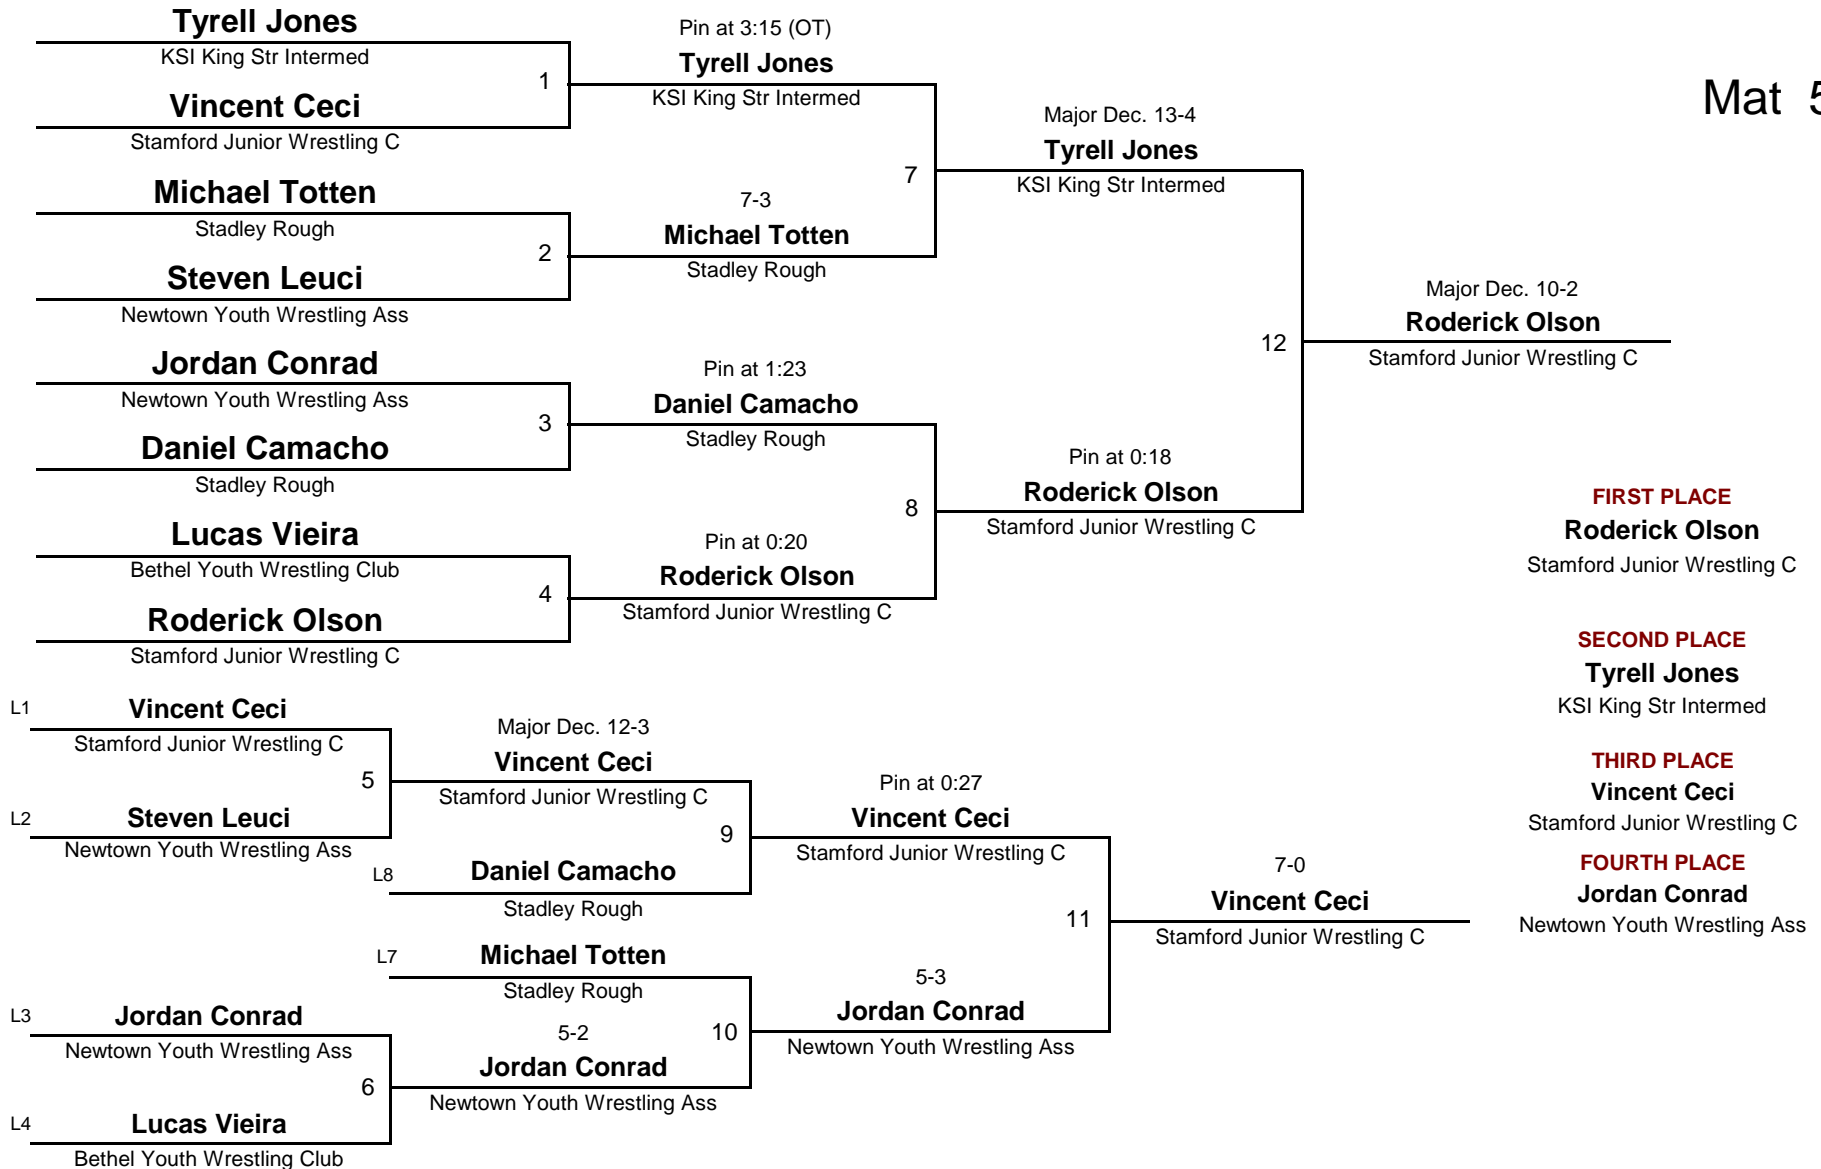 Tyrell Jones
KSI King Str Intermed
1
Vincent Ceci
Stamford Junior Wrestling C
Michael Totten
Stadley Rough
2
Steven Leuci
Newtown Youth Wrestling Ass
Jordan Conrad
Newtown Youth Wrestling Ass
3
Daniel Camacho
Stadley Rough
Lucas Vieira
Bethel Youth Wrestling Club
4
Roderick Olson
Stamford Junior Wrestling C
Pin at 3:15 (OT)
Tyrell Jones
KSI King Str Intermed
7
7-3
Michael Totten
Stadley Rough
Pin at 1:23
Daniel Camacho
Stadley Rough
8
Pin at 0:20
Roderick Olson
Stamford Junior Wrestling C
Major Dec. 13-4
Tyrell Jones
KSI King Str Intermed
12
Pin at 0:18
Roderick Olson
Stamford Junior Wrestling C
Major Dec. 10-2
Roderick Olson
Stamford Junior Wrestling C
Mat 5
L1
Vincent Ceci
Stamford Junior Wrestling C
5
L2
Steven Leuci
Newtown Youth Wrestling Ass
Major Dec. 12-3
Vincent Ceci
Stamford Junior Wrestling C
9
L8
Daniel Camacho
Stadley Rough
L7
Michael Totten
Stadley Rough
10
L3
Jordan Conrad
Newtown Youth Wrestling Ass
6
L4
Lucas Vieira
Bethel Youth Wrestling Club
5-2
Jordan Conrad
Newtown Youth Wrestling Ass
Pin at 0:27
Vincent Ceci
Stamford Junior Wrestling C
11
5-3
Jordan Conrad
Newtown Youth Wrestling Ass
7-0
Vincent Ceci
Stamford Junior Wrestling C
FIRST PLACE
Roderick Olson
Stamford Junior Wrestling C
SECOND PLACE
Tyrell Jones
KSI King Str Intermed
THIRD PLACE
Vincent Ceci
Stamford Junior Wrestling C
FOURTH PLACE
Jordan Conrad
Newtown Youth Wrestling Ass